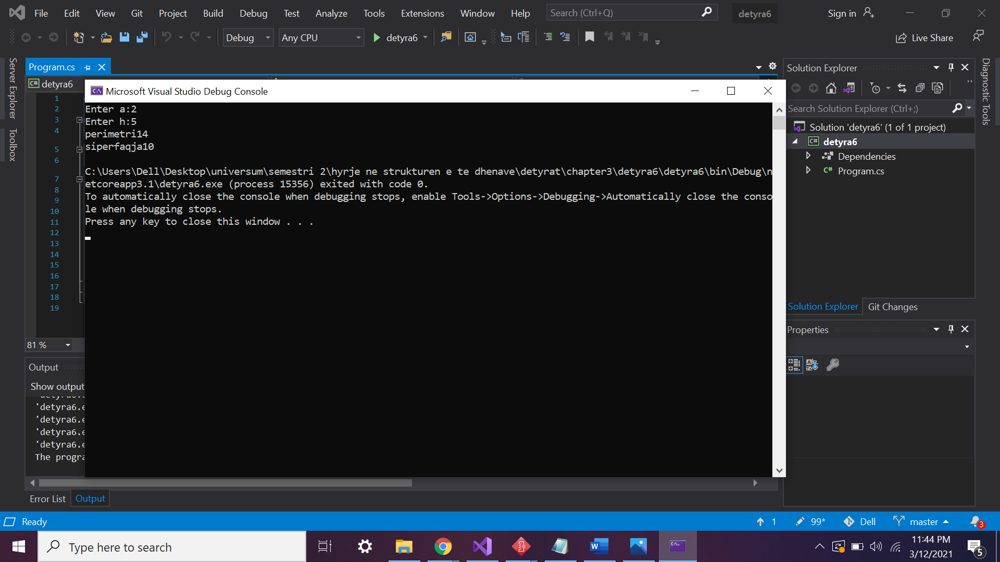 File Edit View Git Project Build Debug Test Analyze Tools Extensions Window Help Search (Ctrl+Q) detyra6 Sign in
Debug Any CPU detyra6 Live Share
Server Explorer
Toolbox
Program.cs
detyra6
1
2
3
4
5
6
7
8
9
10
11
12
13
14
15
16
17
18
19
81 %
Microsoft Visual Studio Debug Console
Enter a:2
Enter h:5
perimetri14
siperfaqja10
C:\Users\Dell\Desktop\universum\semestri 2\hyrje ne strukturen e te dhenave\detyrat\chapter3\detyra6\detyra6\bin\Debug\n
etcoreapp3.1\detyra6.exe (process 15356) exited with code 0.
To automatically close the console when debugging stops, enable Tools->Options->Debugging->Automatically close the conso
le when debugging stops.
Press any key to close this window . . .
Solution Explorer
Search Solution Explorer (Ctrl+;)
Solution 'detyra6' (1 of 1 project)
C# detyra6
Dependencies
C# Program.cs
Solution Explorer Git Changes
Properties
Diagnostic Tools
Output
Show output
'detyra6.e
'detyra6.e
'detyra6.e
'detyra6.e
The progra
Error List Output
Ready 1 99* Dell master 3
Type here to search
11:44 PM
3/12/2021
5